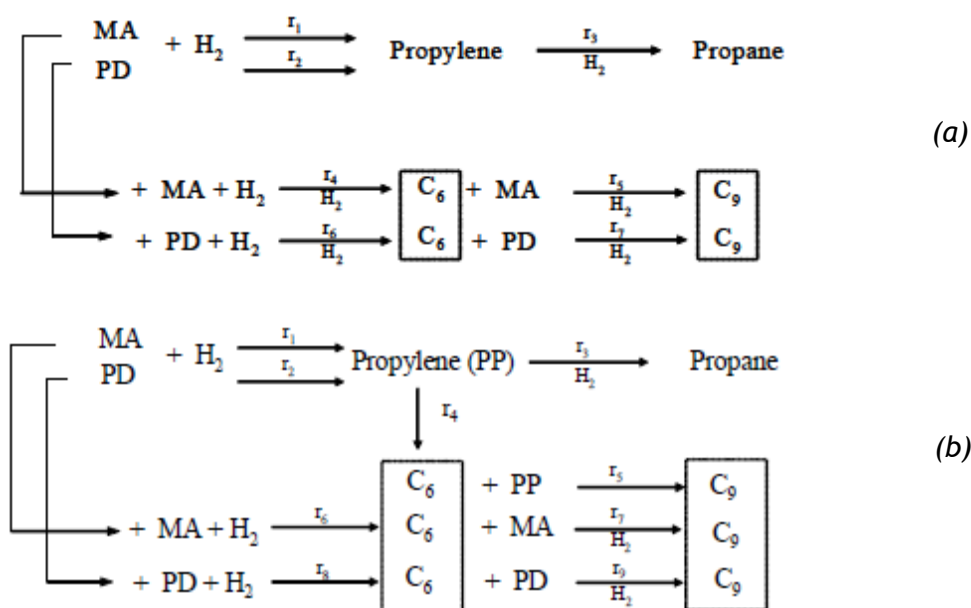 MA
+ H₂ r₁ Propylene r₃ Propane
PD r₂ H₂
(a)
+ MA + H₂ r₄ C₆ + MA r₅ C₉
H₂ H₂
+ PD + H₂ r₆ C₆ + PD r₇ C₉
H₂ H₂
MA
+ H₂ r₁ Propylene (PP) r₃ Propane
PD r₂ H₂
r₄
(b)
C₆ + PP r₅ C₉
+ MA + H₂ r₆ C₆ + MA r₇ C₉
H₂
+ PD + H₂ r₈ C₆ + PD r₉ C₉
H₂